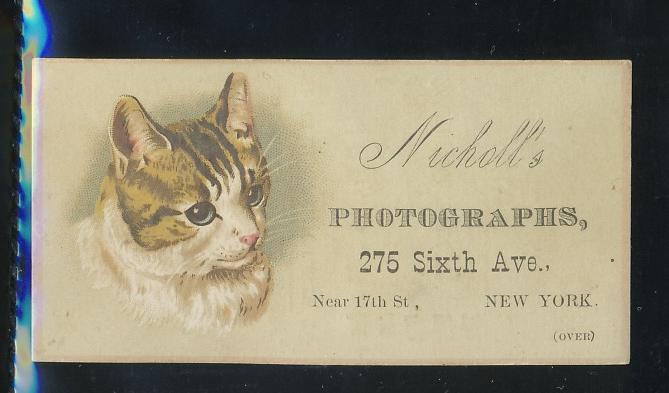 Nicholl's
PHOTOGRAPHS,
275 Sixth Ave.,
Near 17th St, NEW YORK.
(OVER)